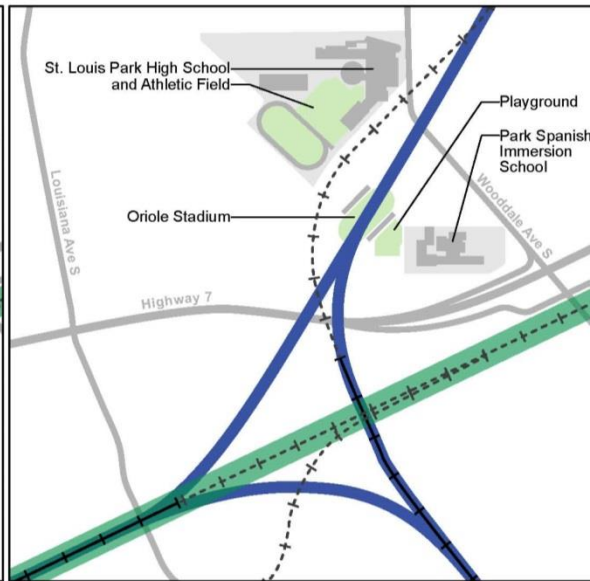 St. Louis Park High School
and Athletic Field
Playground
Park Spanish
Immersion
School
Louisiana Ave S
Wooddale Ave S
Oriole Stadium
Highway 7